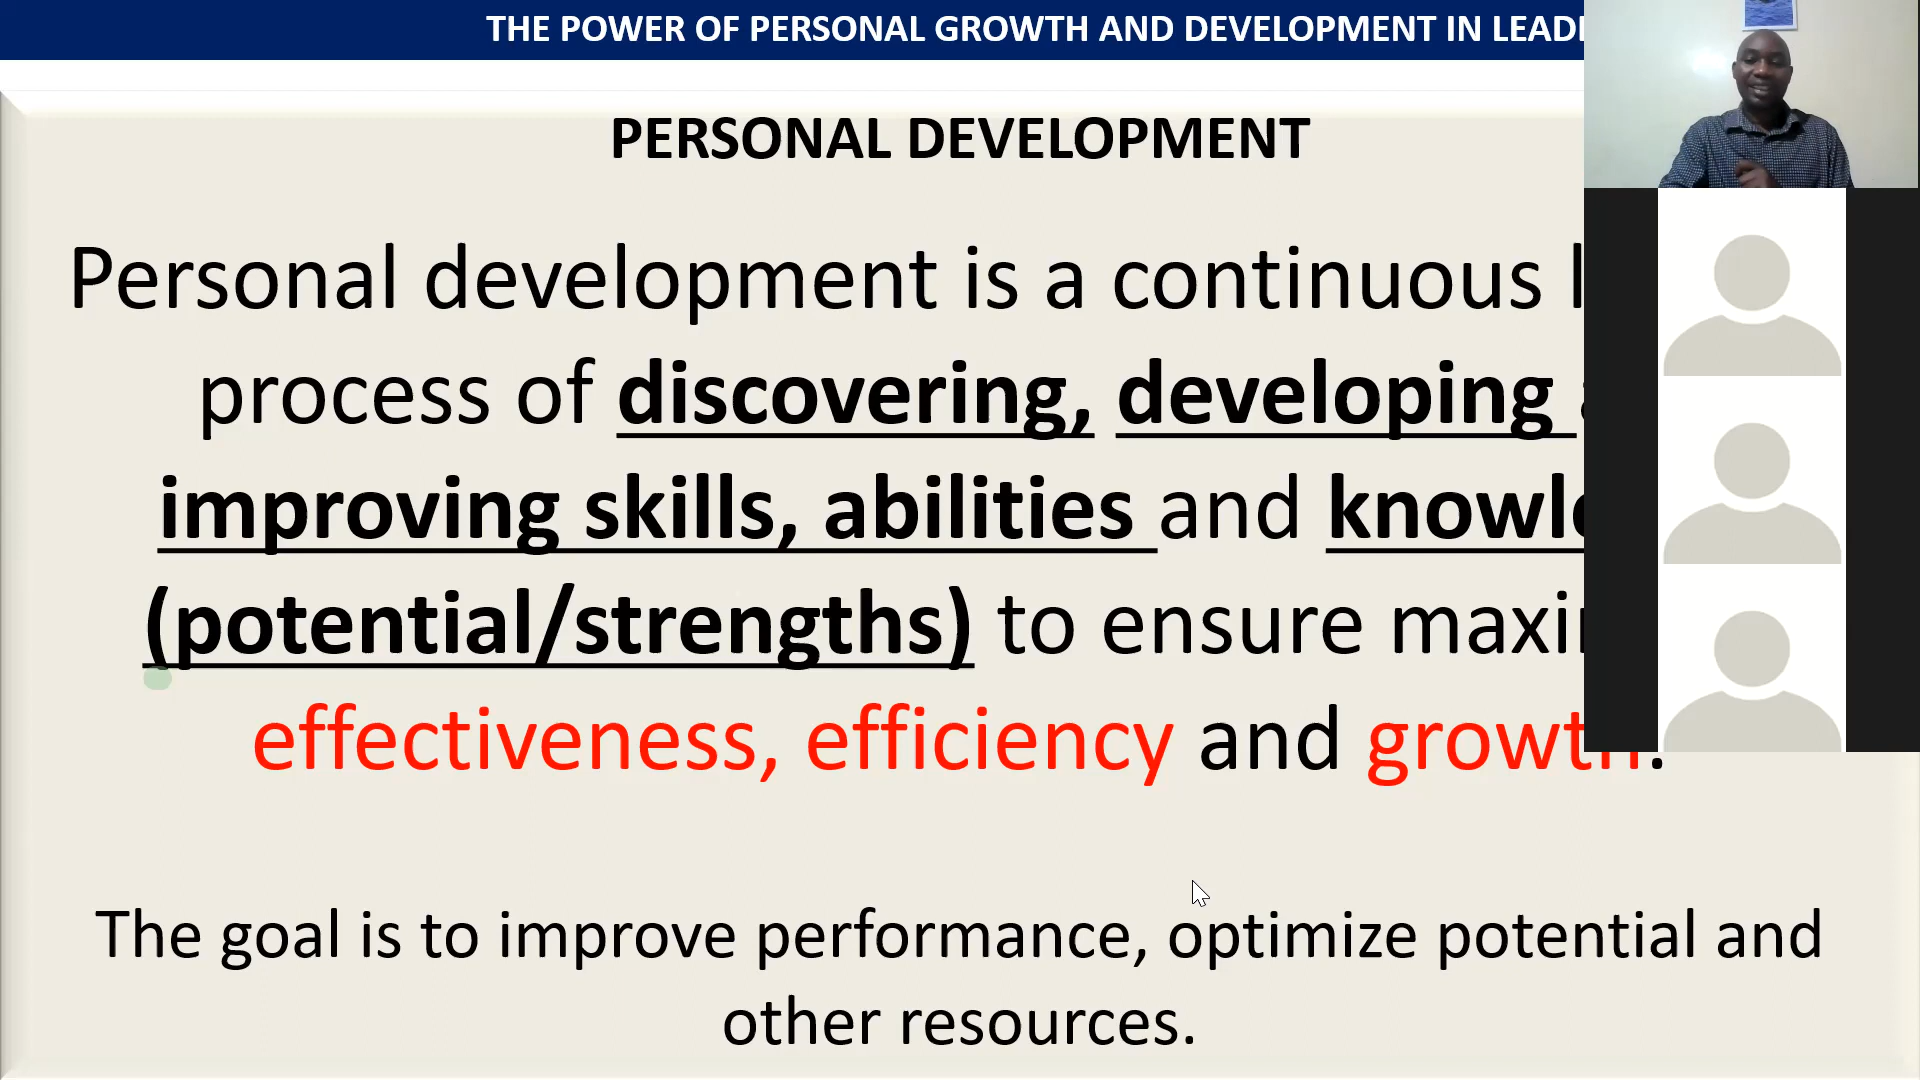 THE POWER OF PERSONAL GROWTH AND DEVELOPMENT IN
PERSONAL DEVELOPMENT
Personal development is a continuous
process of discovering, developing
improving skills, abilities and
(potential/strengths) to ensure
effectiveness, efficiency and growth.
The goal is to improve performance, optimize potential and
other resources.